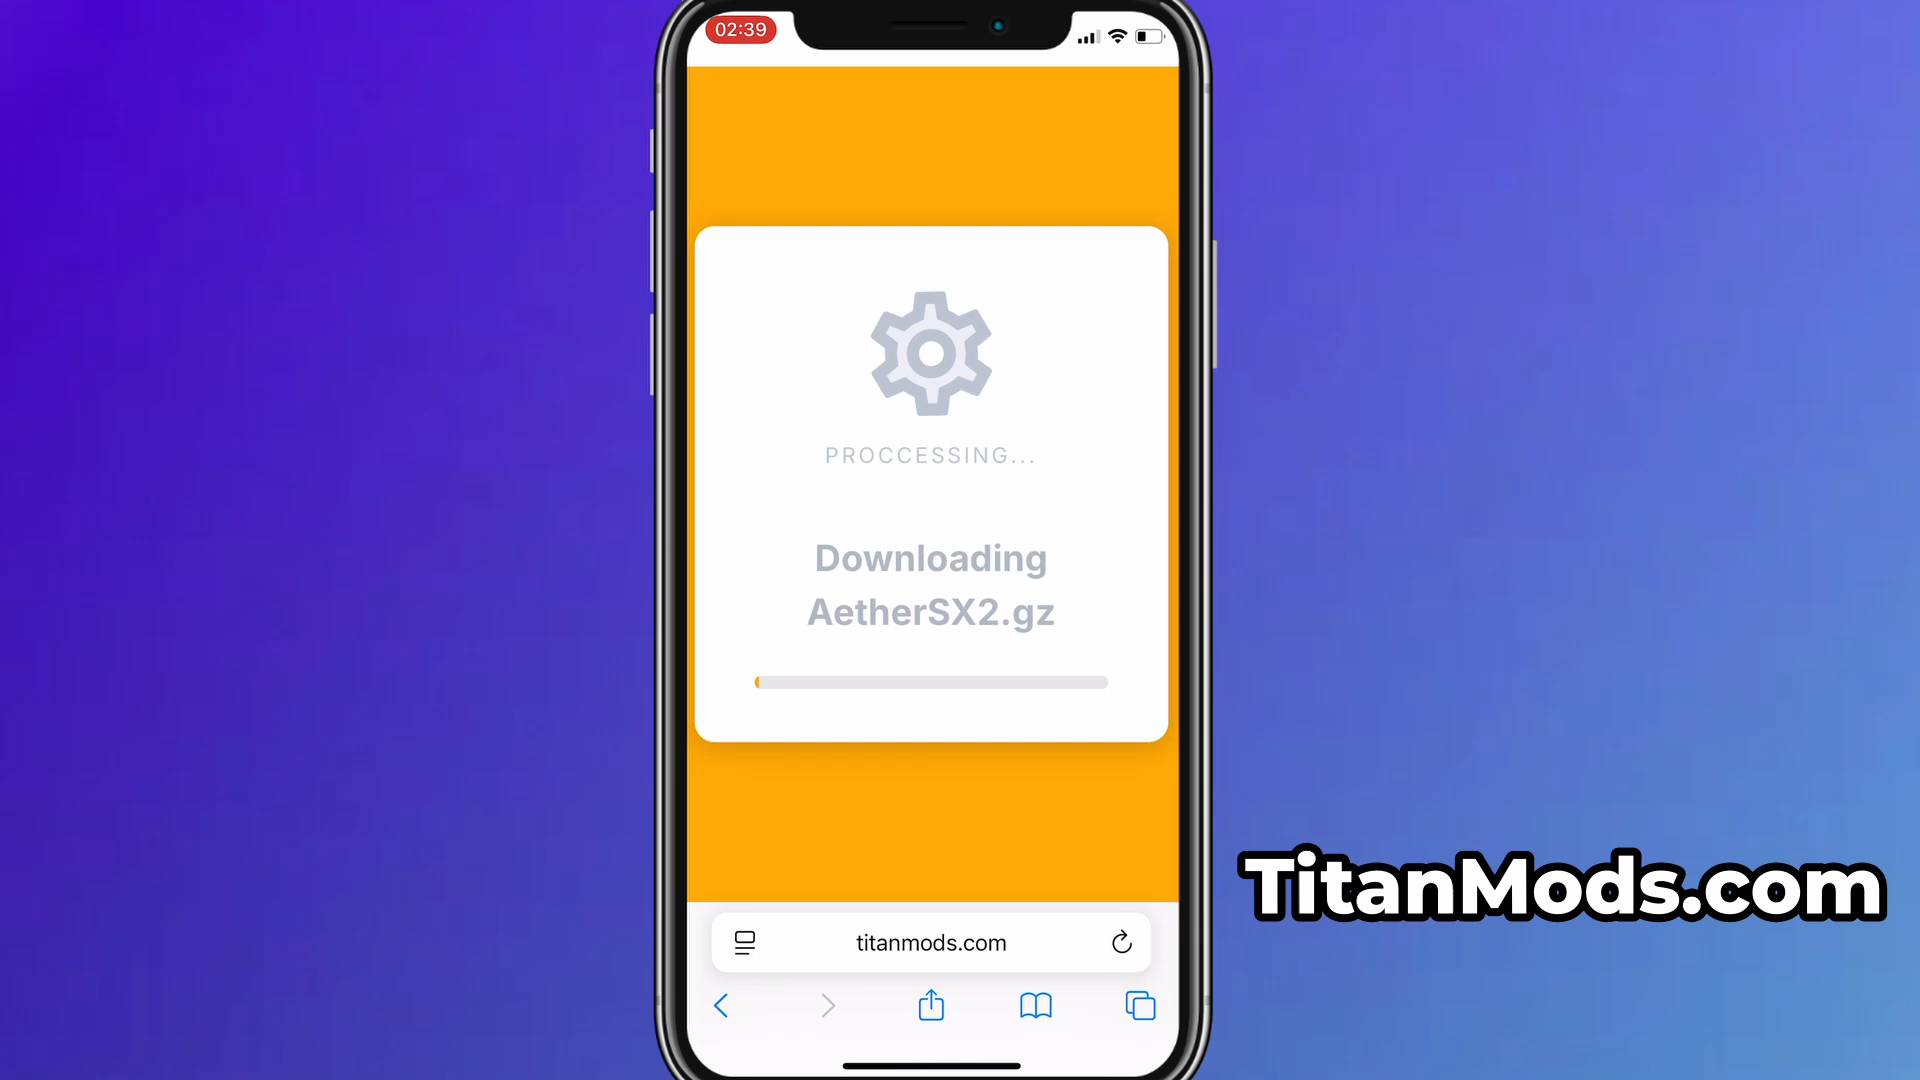 02:39
PROCCESSING...
Downloading
AetherSX2.gz
TitanMods.com
titanmods.com